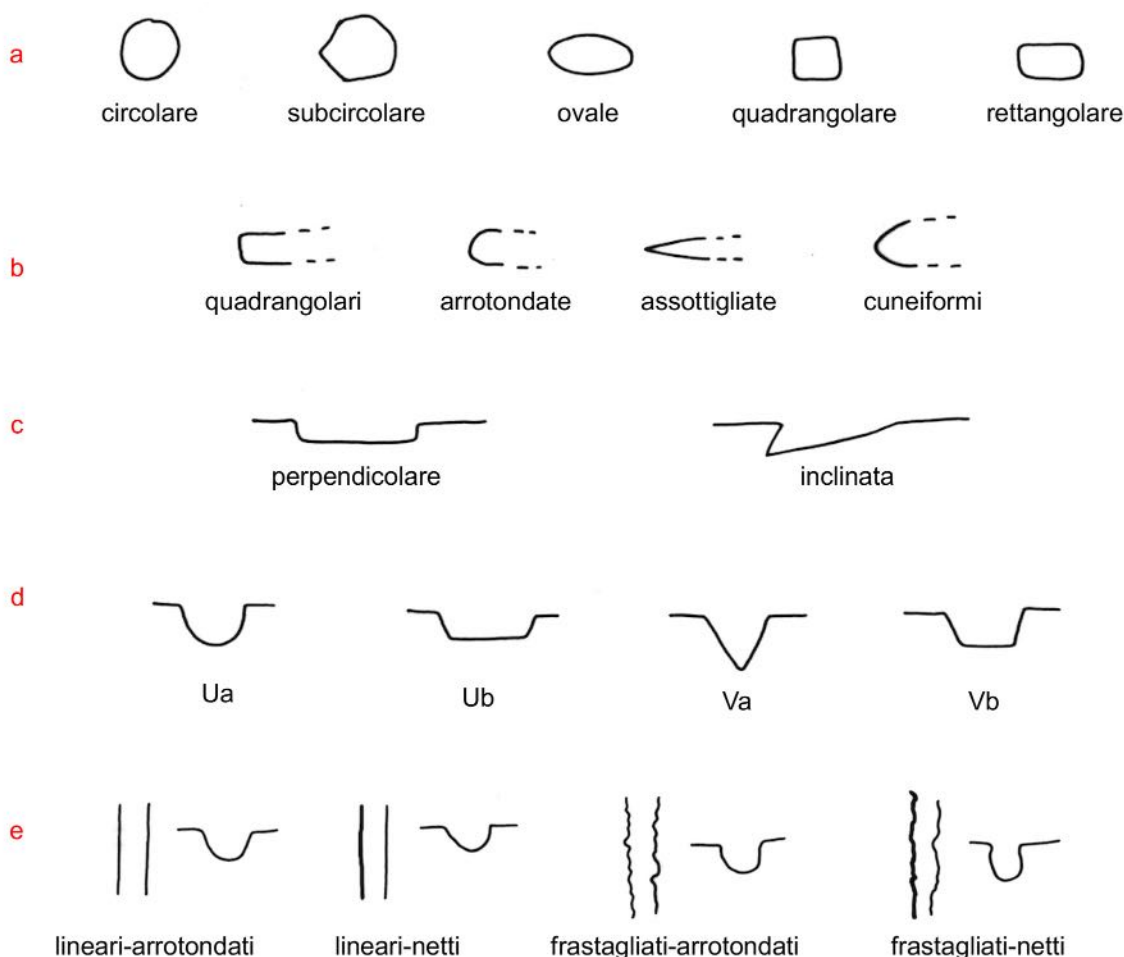 a
circolare subcircolare ovale quadrangolare rettangolare
b
quadrangolari arrotondate assottigliate cuneiformi
c
perpendicolare inclinata
d
Ua Ub Va Vb
e
lineari-arrotondati lineari-netti frastagliati-arrotondati frastagliati-netti